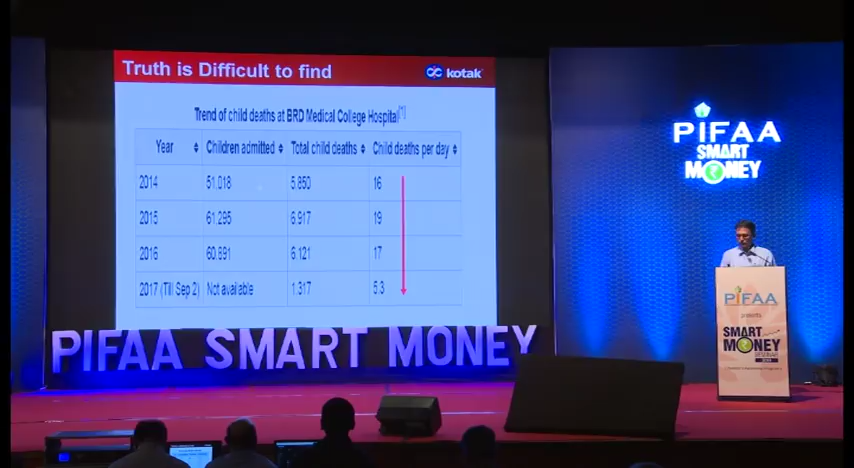 Truth is Difficult to find
kotak
Trend of child deaths at BRD Medical College Hospital[1]
Year Children admitted Total child deaths Child deaths per day
2014 51,018 5,850 16
2015 61,295 6,917 19
2016 60,891 6,121 17
2017 (Till Sep 2) Not available 1,317 5.3
PIFAA
SMART
MONEY
PIFAA SMART MONEY
PIFAA
presents
SMART
MONEY
SEMINAR